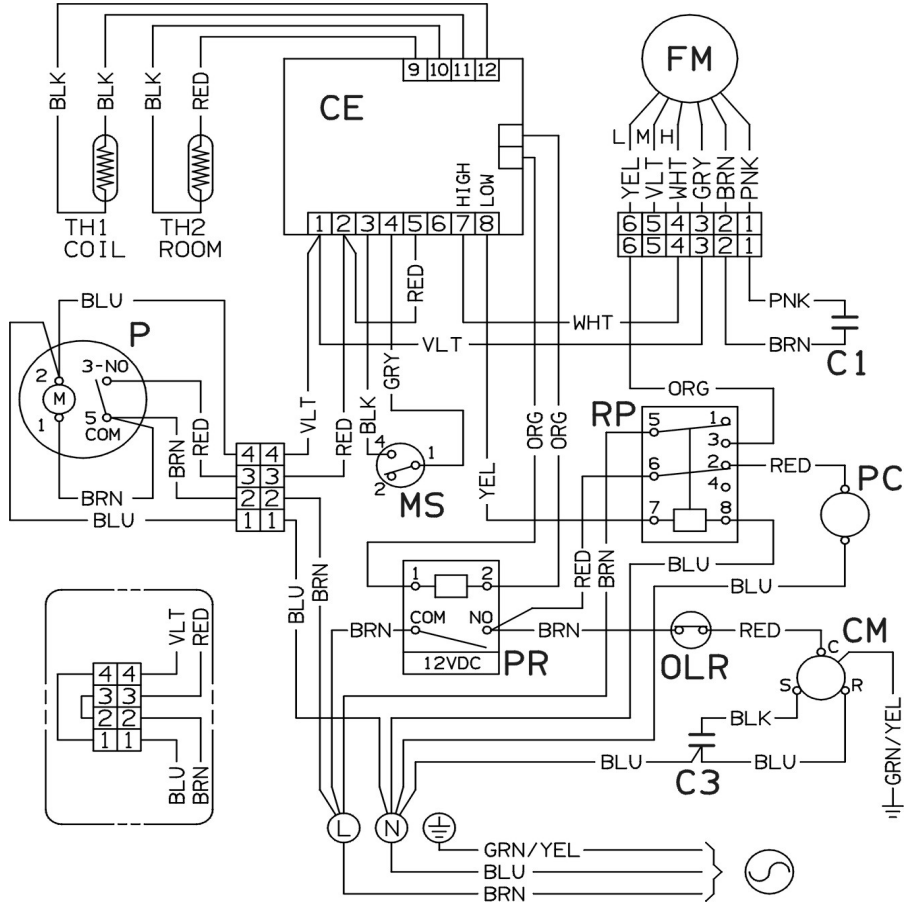 BLK
BLK
BLK
RED
TH1
COIL
TH2
ROOM
CE
9 10 11 12
HIGH
LOW
1 2 3 4 5 6 7 8
FM
L M H
YEL
VLT
WHT
GRY
BRN
PNK
6 5 4 3 2 1
6 5 4 3 2 1
PNK
BRN
C1
RED
WHT
VLT
BLU
P
2
3-NO
M
1
5
COM
BRN
BLU
BRN
RED
4 4
3 3
2 2
1 1
VLT
RED
BLK
GRY
4
1
2
MS
YEL
ORG
ORG
ORG
RP
5
1
3
6
2
4
7
8
RED
PC
BLU
BLU
RED
BRN
BLU
BRN
1
2
COM
NO
12VDC
PR
BRN
BRN
OLR
RED
CM
C
S
R
BLK
BLU
BLU
C3
GRN/YEL
VLT
RED
4 4
3 3
2 2
1 1
BLU
BRN
L
N
GRN/YEL
BLU
BRN